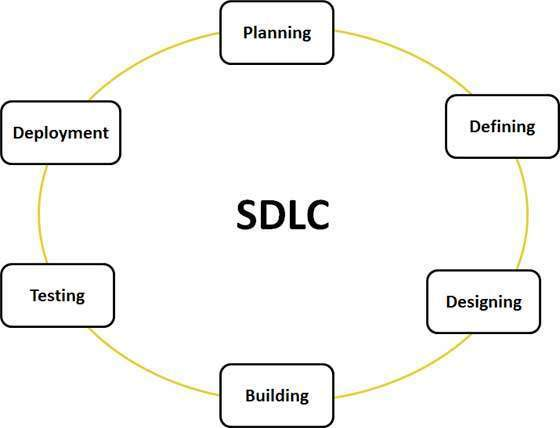 Planning
Defining
Designing
Building
Testing
Deployment
SDLC